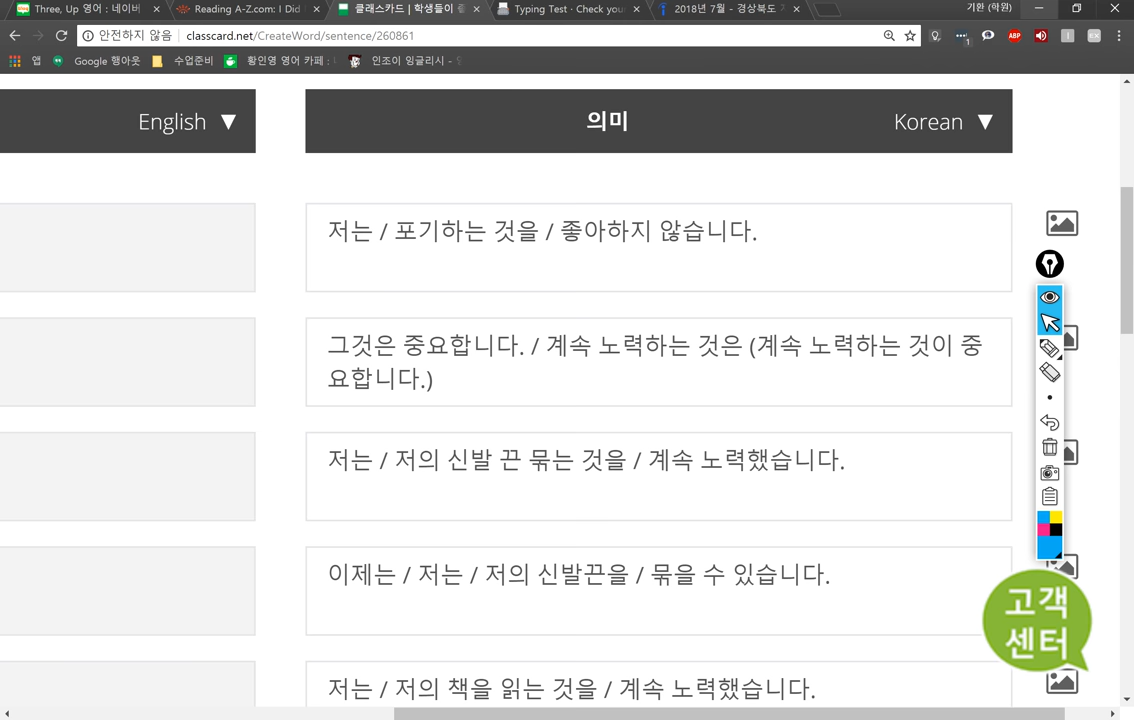 Three, Up 영어 : 네이버
Reading A-Z.com: I Did
클래스카드 | 학생들이 클
Typing Test · Check you
2018년 7월 - 경상북도
기환 (학원)
안전하지 않음
classcard.net/CreateWord/sentence/260861
ABP
1
앱
Google 행아웃
수업준비
황인영 영어 카페 :
인조이 잉글리시 -
English ▼
의미
Korean ▼
저는 / 포기하는 것을 / 좋아하지 않습니다.
그것은 중요합니다. / 계속 노력하는 것은 (계속 노력하는 것이 중
요합니다.)
저는 / 저의 신발 끈 묶는 것을 / 계속 노력했습니다.
이제는 / 저는 / 저의 신발끈을 / 묶을 수 있습니다.
고객
센터
저는 / 저의 책을 읽는 것을 / 계속 노력했습니다.